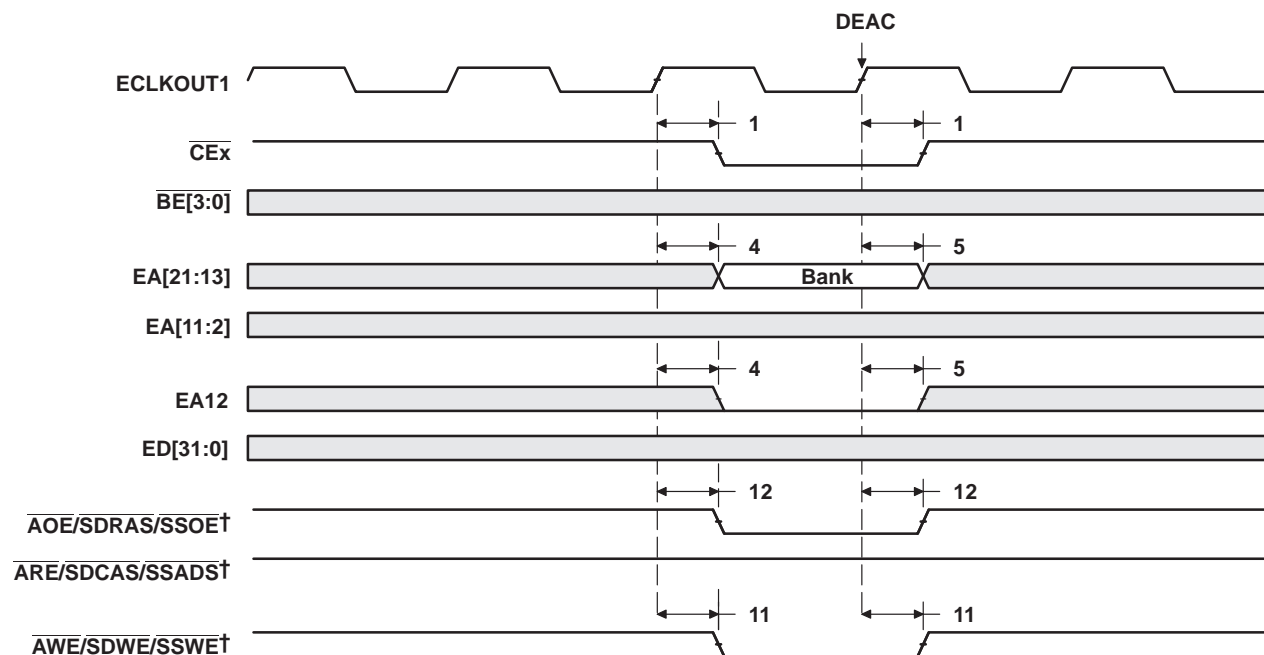 DEAC
ECLKOUT1
1 1
CEx
BE[3:0]
4 5
EA[21:13] Bank
EA[11:2]
4 5
EA12
ED[31:0]
12 12
AOE/SDRAS/SSOE†
ARE/SDCAS/SSADS†
11 11
AWE/SDWE/SSWE†